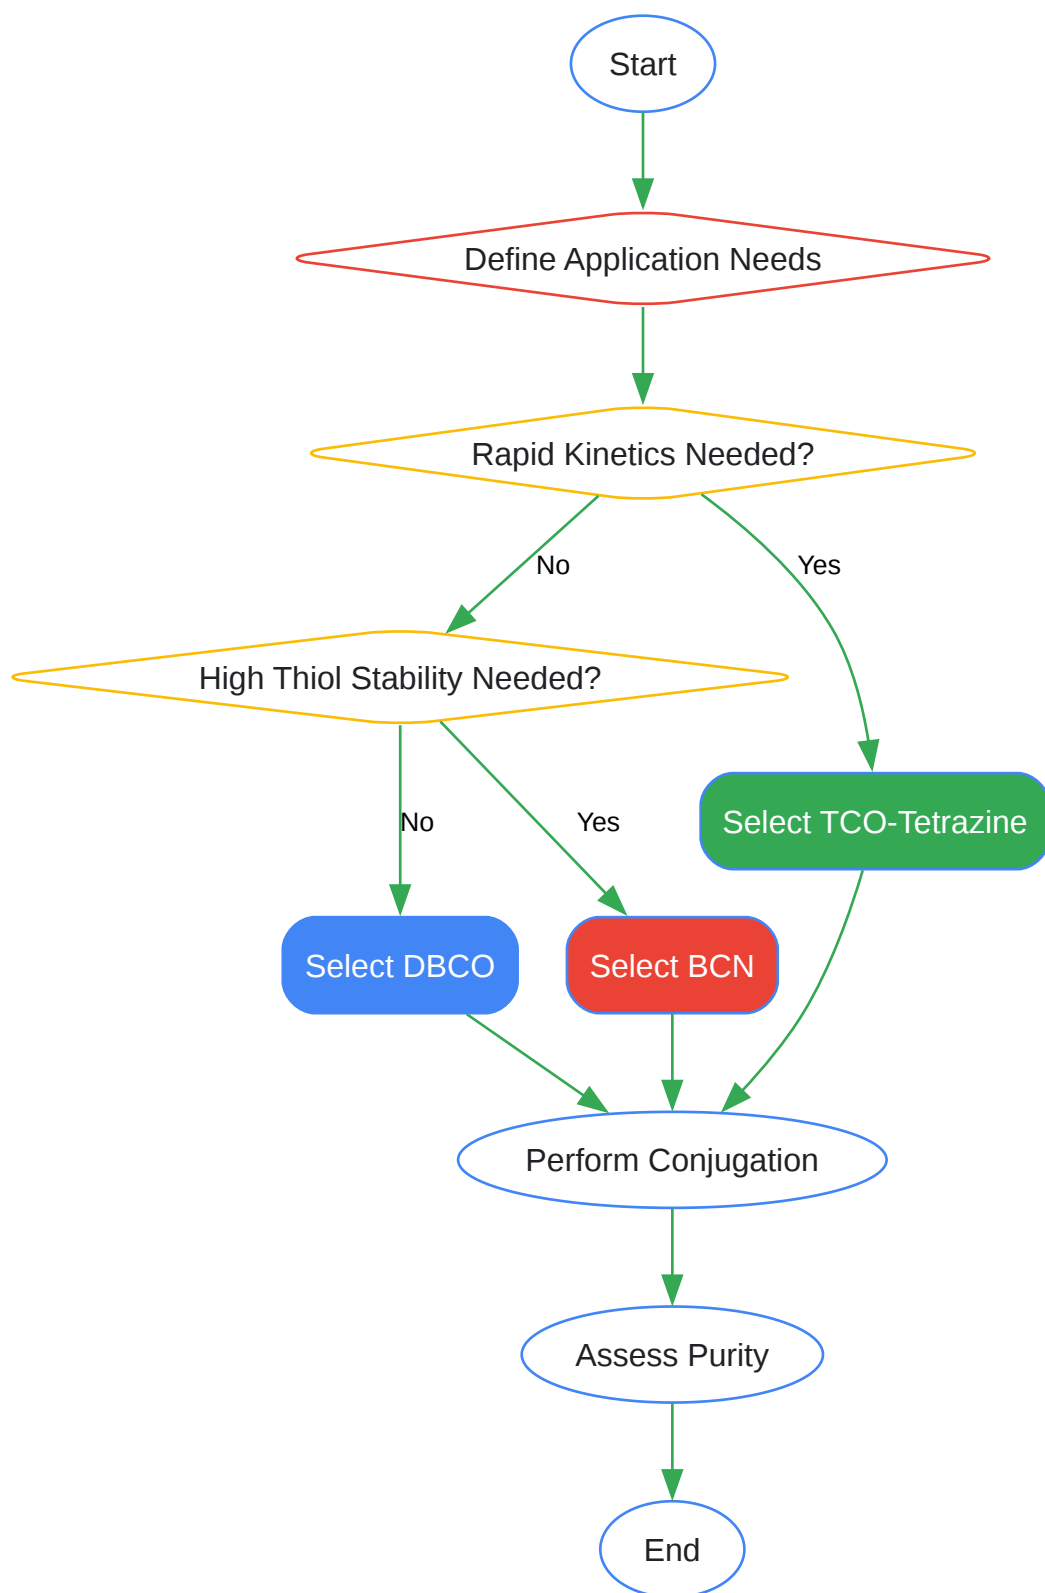 Start
Define Application Needs
Rapid Kinetics Needed?
No
Yes
High Thiol Stability Needed?
No
Yes
Select TCO-Tetrazine
Select DBCO
Select BCN
Perform Conjugation
Assess Purity
End